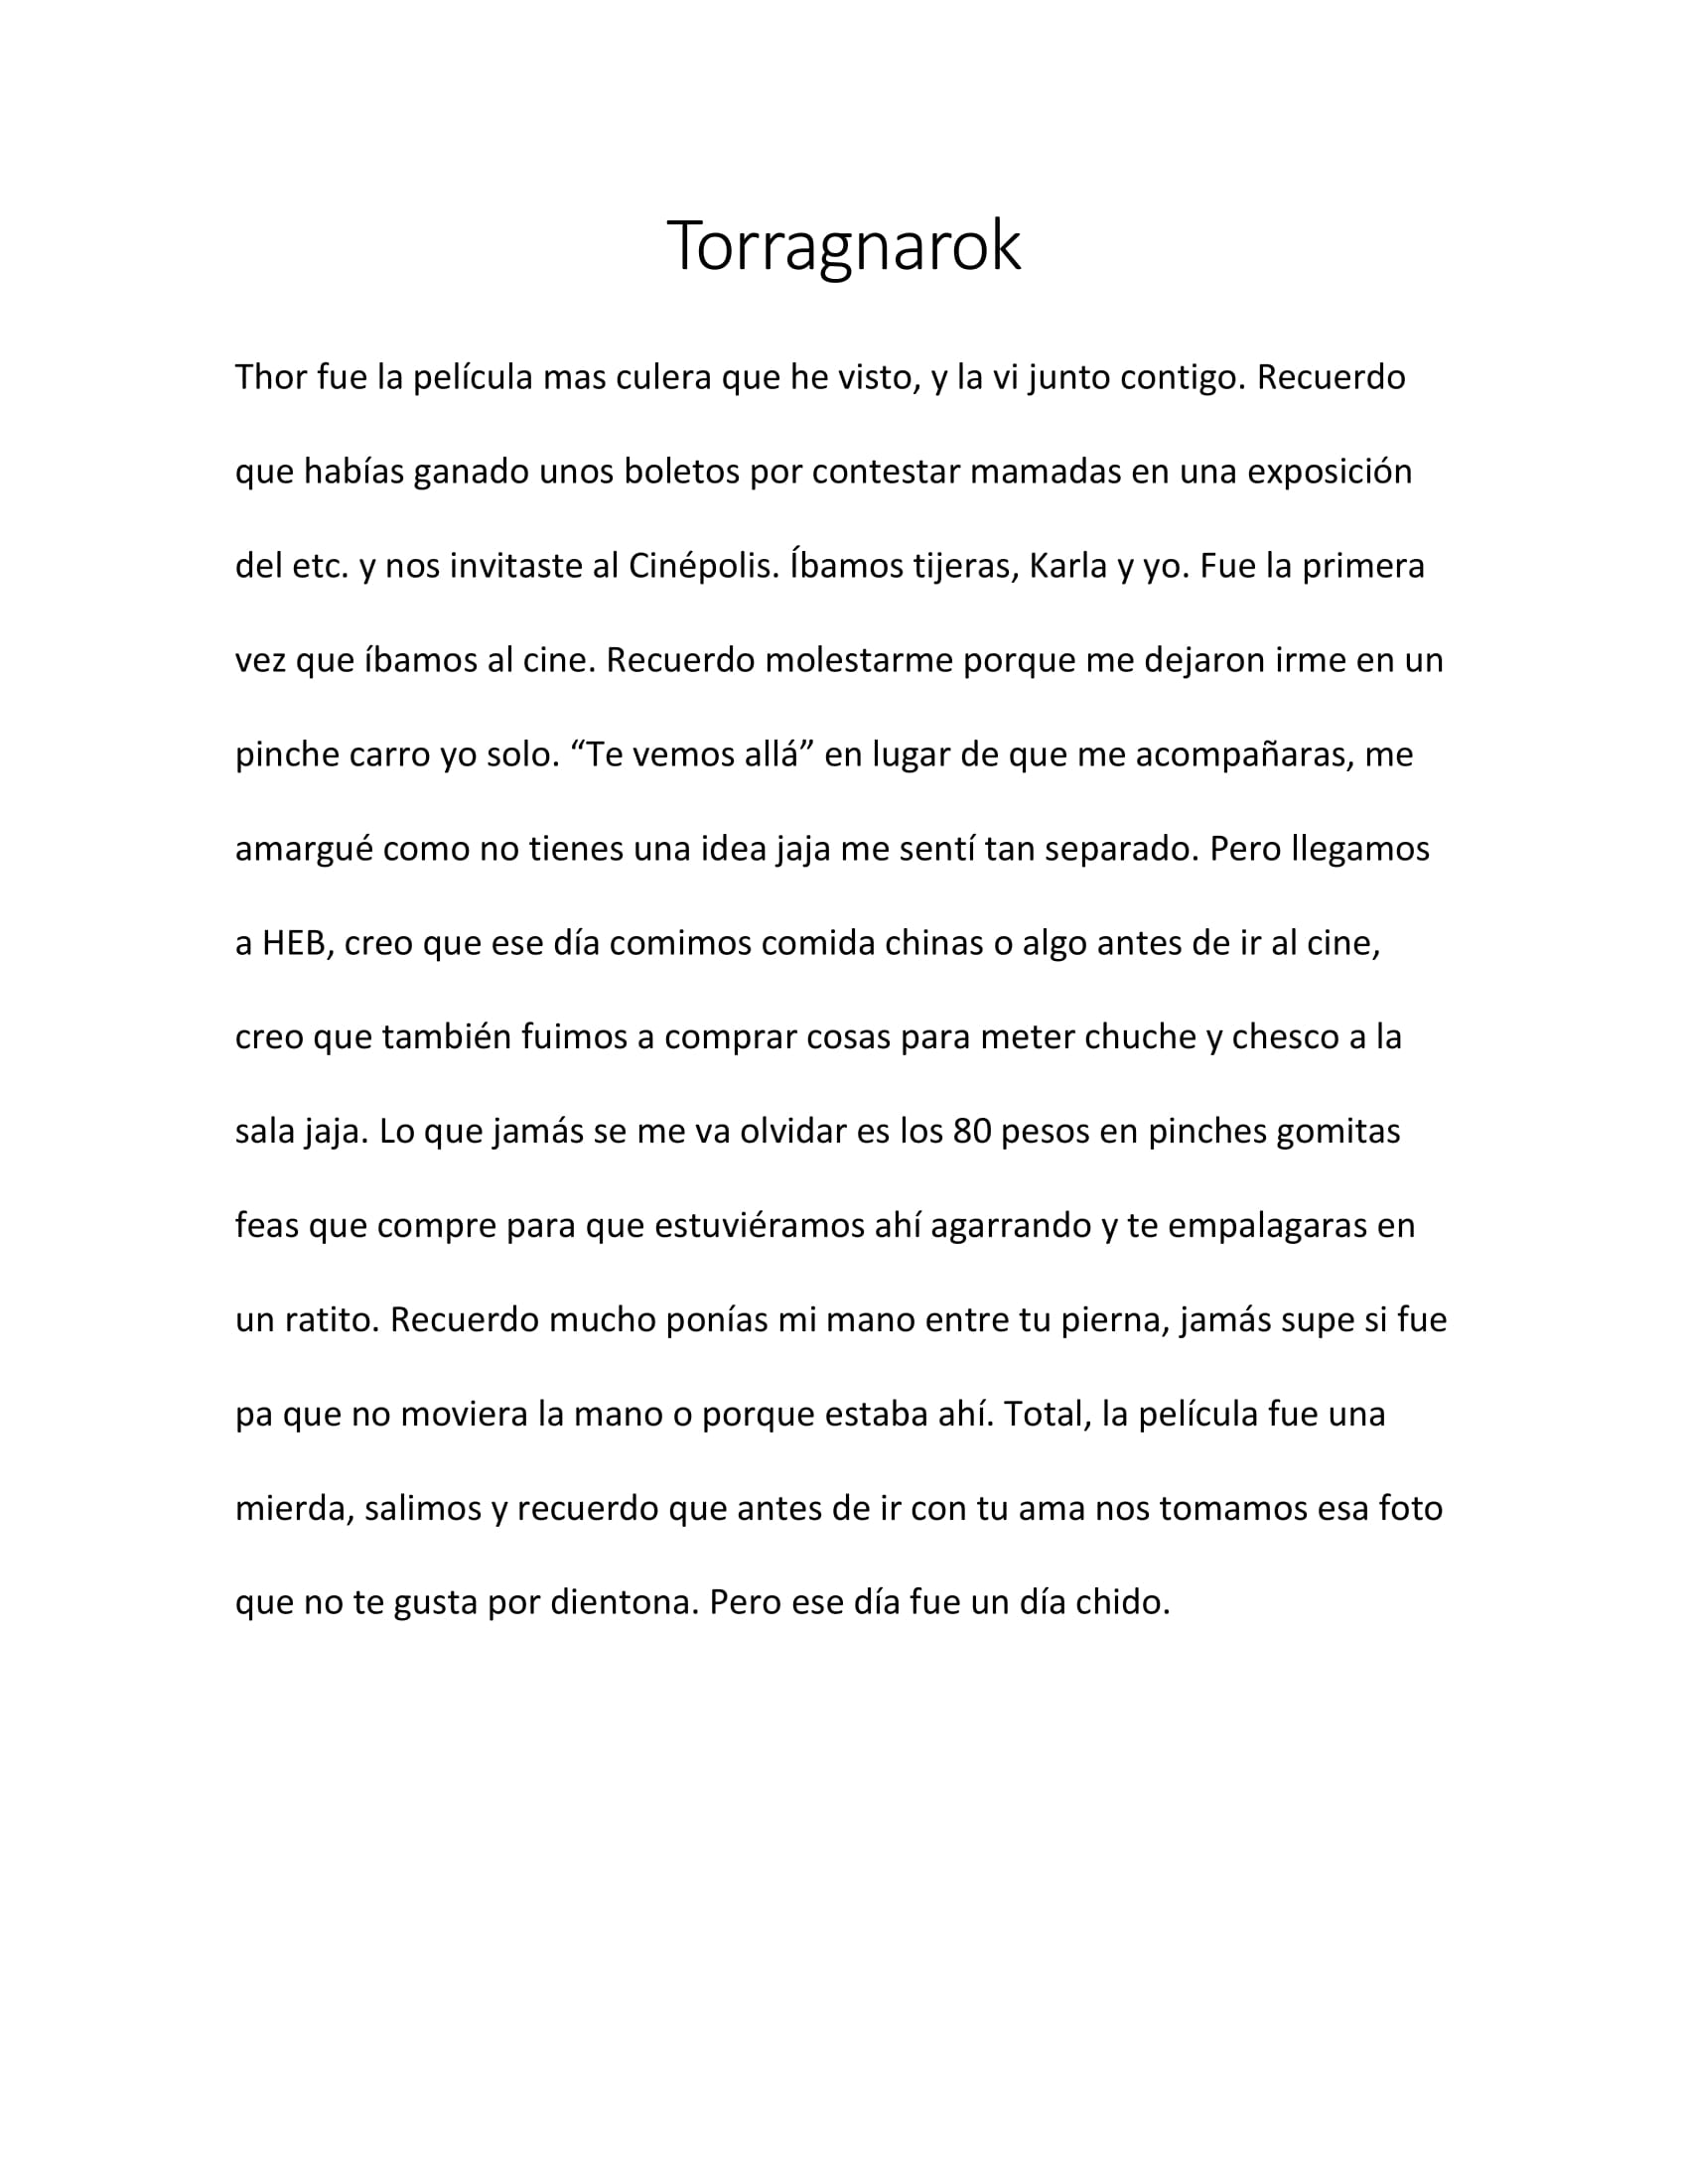 Torragnarok
Thor fue la película mas culera que he visto, y la vi junto contigo. Recuerdo
que habías ganado unos boletos por contestar mamadas en una exposición
del etc. y nos invitaste al Cinépolis. Íbamos tijeras, Karla y yo. Fue la primera
vez que íbamos al cine. Recuerdo molestarme porque me dejaron irme en un
pinche carro yo solo. “Te vemos allá” en lugar de que me acompañaras, me
amargué como no tienes una idea jaja me sentí tan separado. Pero llegamos
a HEB, creo que ese día comimos comida chinas o algo antes de ir al cine,
creo que también fuimos a comprar cosas para meter chuche y chesco a la
sala jaja. Lo que jamás se me va olvidar es los 80 pesos en pinches gomitas
feas que compre para que estuviéramos ahí agarrando y te empalagaras en
un ratito. Recuerdo mucho ponías mi mano entre tu pierna, jamás supe si fue
pa que no moviera la mano o porque estaba ahí. Total, la película fue una
mierda, salimos y recuerdo que antes de ir con tu ama nos tomamos esa foto
que no te gusta por dientona. Pero ese día fue un día chido.